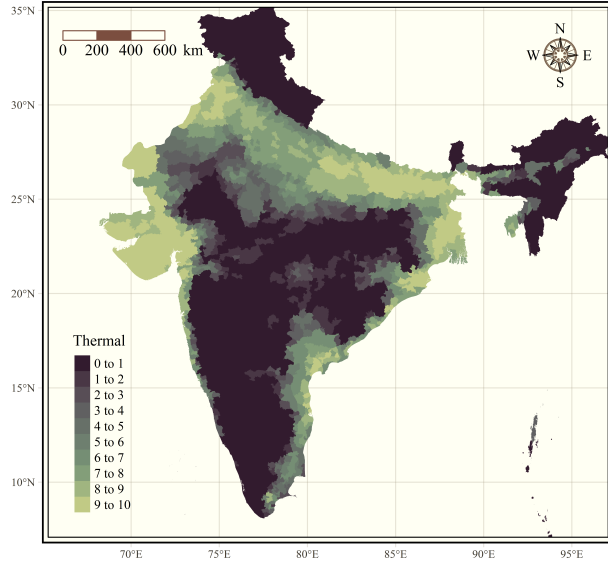 35°N
0 200 400 600 km
N
W E
S
30°N
25°N
20°N
Thermal
0 to 1
1 to 2
2 to 3
3 to 4
4 to 5
5 to 6
6 to 7
7 to 8
8 to 9
9 to 10
15°N
10°N
70°E 75°E 80°E 85°E 90°E 95°E